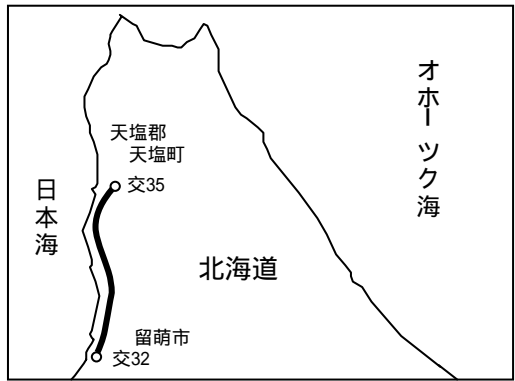 オホーツク海
天塩郡
天塩町
交35
日本海
北海道
留萌市
交32